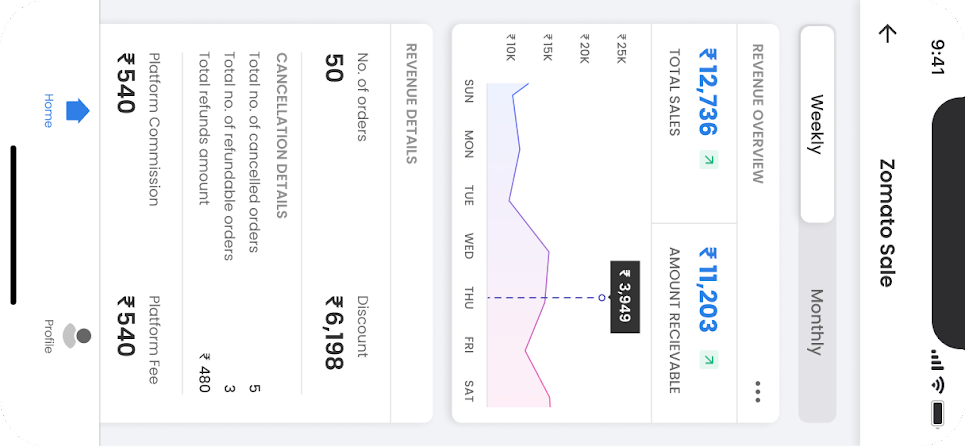 9:41
Zomato Sale
Weekly
Monthly
REVENUE OVERVIEW
₹12,736
TOTAL SALES
₹11,203
AMOUNT RECIEVABLE
₹ 25K
₹ 20K
₹ 15K
₹ 10K
₹ 3,949
SUN MON TUE WED THU FRI SAT
REVENUE DETAILS
No. of orders
50
Discount
₹6,198
CANCELLATION DETAILS
Total no. of cancelled orders 5
Total no. of refundable orders 3
Total refunds amount ₹ 480
Platform Commission
₹540
Platform Fee
₹540
Home
Profile